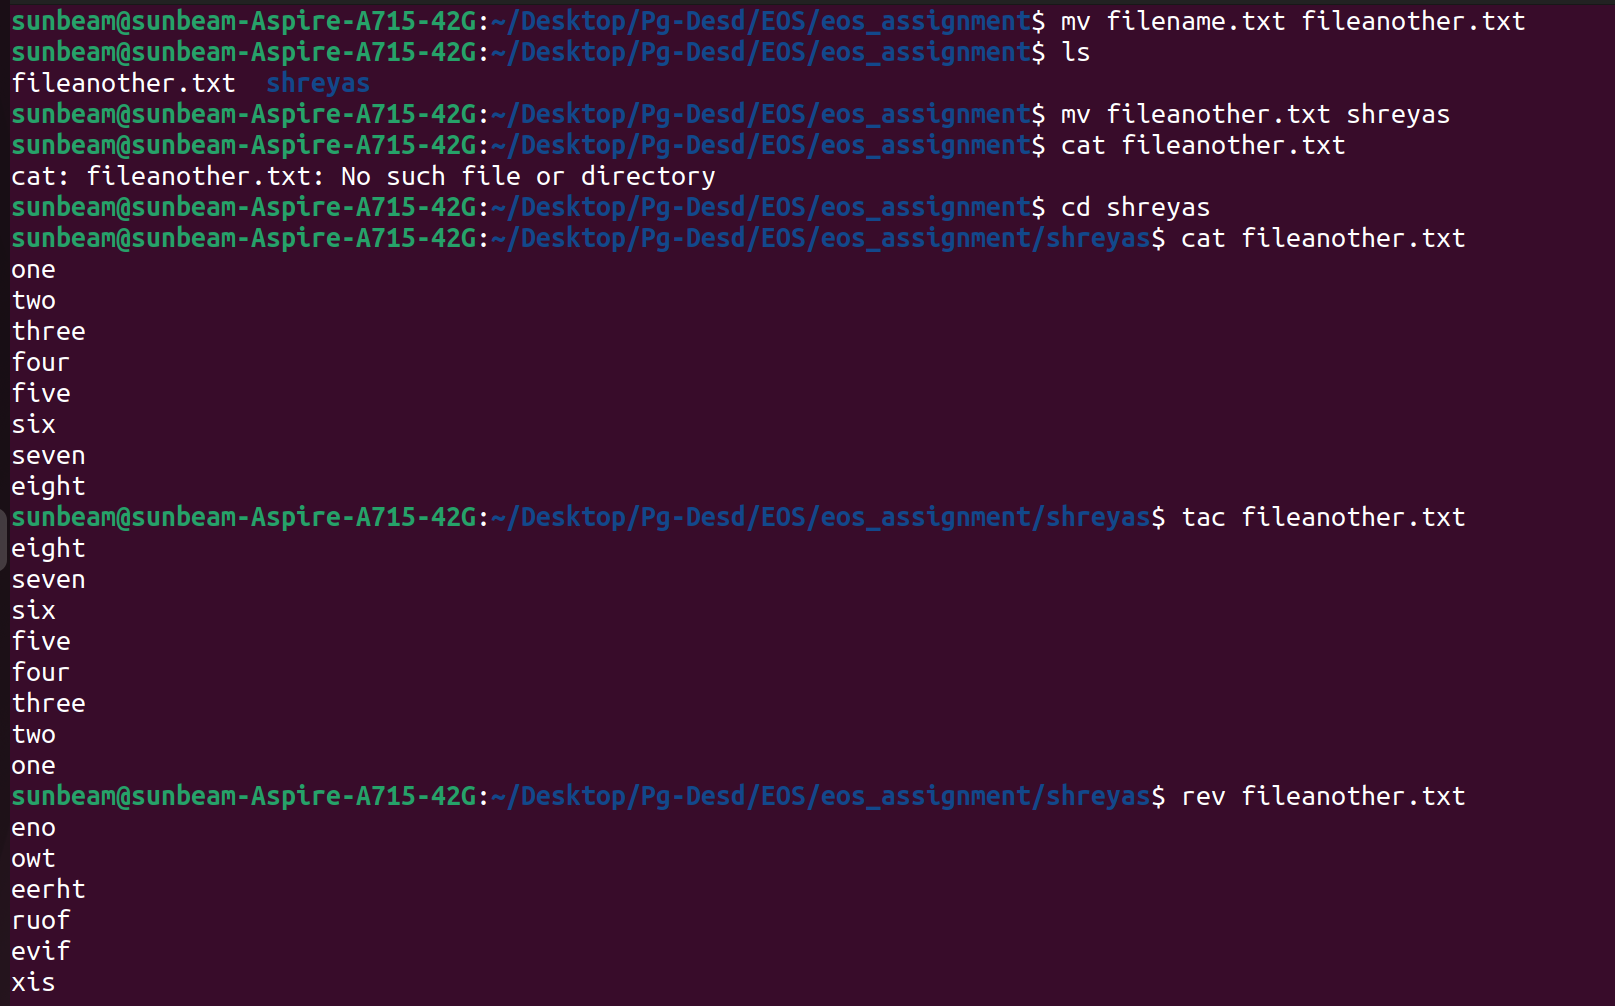 sunbeam@sunbeam-Aspire-A715-42G:~/Desktop/Pg-Desd/EOS/eos_assignment$ mv filename.txt fileanother.txt
sunbeam@sunbeam-Aspire-A715-42G:~/Desktop/Pg-Desd/EOS/eos_assignment$ ls
fileanother.txt  shreyas
sunbeam@sunbeam-Aspire-A715-42G:~/Desktop/Pg-Desd/EOS/eos_assignment$ mv fileanother.txt shreyas
sunbeam@sunbeam-Aspire-A715-42G:~/Desktop/Pg-Desd/EOS/eos_assignment$ cat fileanother.txt
cat: fileanother.txt: No such file or directory
sunbeam@sunbeam-Aspire-A715-42G:~/Desktop/Pg-Desd/EOS/eos_assignment$ cd shreyas
sunbeam@sunbeam-Aspire-A715-42G:~/Desktop/Pg-Desd/EOS/eos_assignment/shreyas$ cat fileanother.txt
one
two
three
four
five
six
seven
eight
sunbeam@sunbeam-Aspire-A715-42G:~/Desktop/Pg-Desd/EOS/eos_assignment/shreyas$ tac fileanother.txt
eight
seven
six
five
four
three
two
one
sunbeam@sunbeam-Aspire-A715-42G:~/Desktop/Pg-Desd/EOS/eos_assignment/shreyas$ rev fileanother.txt
eno
owt
eerht
ruof
evif
xis